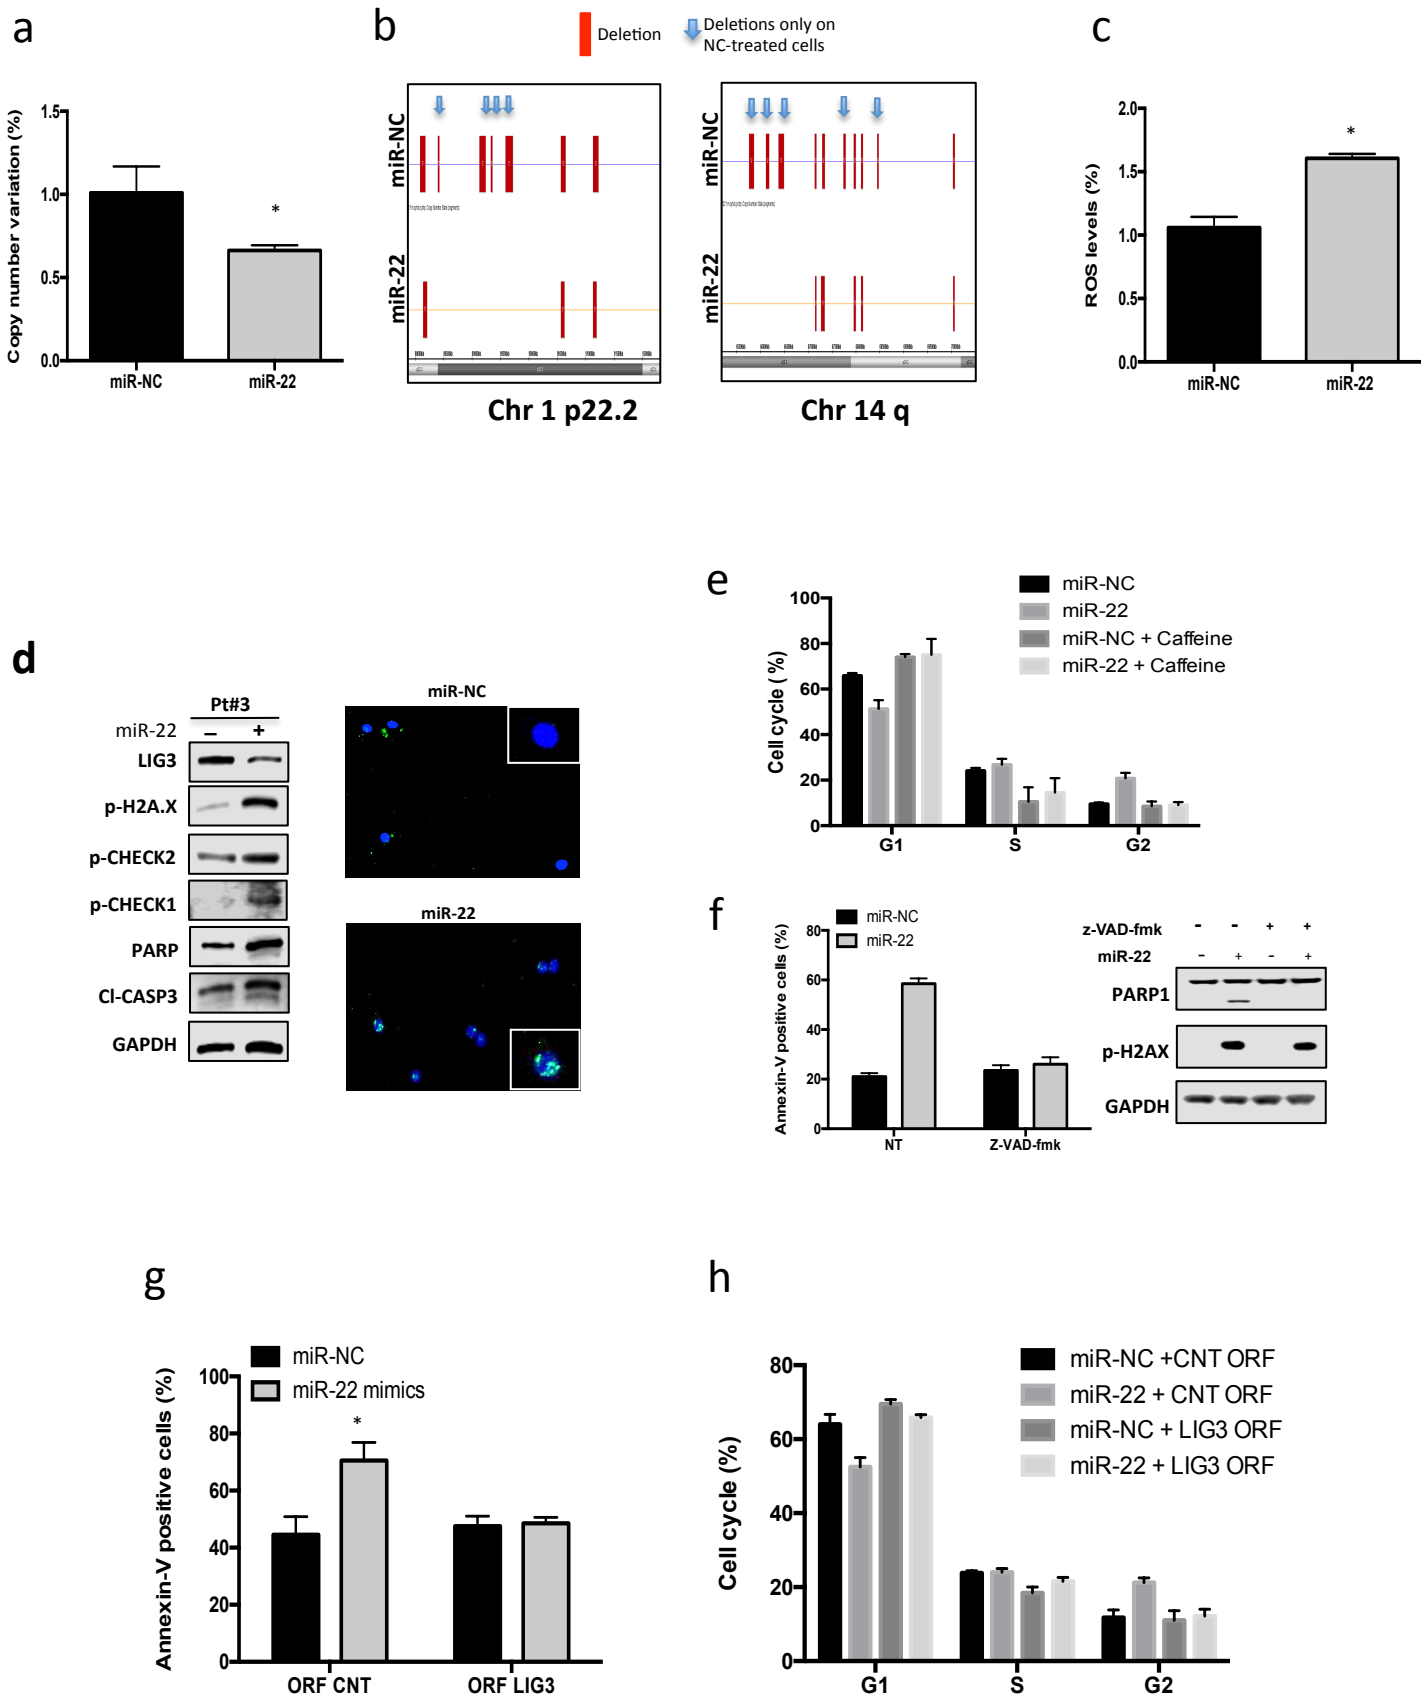 a
b
c
Deletion
Deletions only on
NC-treated cells
Copy number variation (%)
1.5
1.0
0.5
0.0
miR-NC
miR-22
*
miR-NC
miR-22
Chr 1 p22.2
miR-NC
miR-22
Chr 14 q
ROS levels (%)
2.0
1.5
1.0
0.5
0.0
*
miR-NC
miR-22
d
Pt#3
miR-22
–
+
LIG3
p-H2A.X
p-CHECK2
p-CHECK1
PARP
Cl-CASP3
GAPDH
miR-NC
miR-22
e
miR-NC
miR-22
miR-NC + Caffeine
miR-22 + Caffeine
Cell cycle (%)
100
80
60
40
20
0
G1
S
G2
f
miR-NC
miR-22
Annexin-V positive cells (%)
80
60
40
20
0
NT
Z-VAD-fmk
z-VAD-fmk - - + +
miR-22 - + - +
PARP1
p-H2AX
GAPDH
g
miR-NC
miR-22 mimics
Annexin-V positive cells (%)
100
80
60
40
20
0
*
ORF CNT
ORF LIG3
h
miR-NC +CNT ORF
miR-22 + CNT ORF
miR-NC + LIG3 ORF
miR-22 + LIG3 ORF
Cell cycle (%)
80
60
40
20
0
G1
S
G2